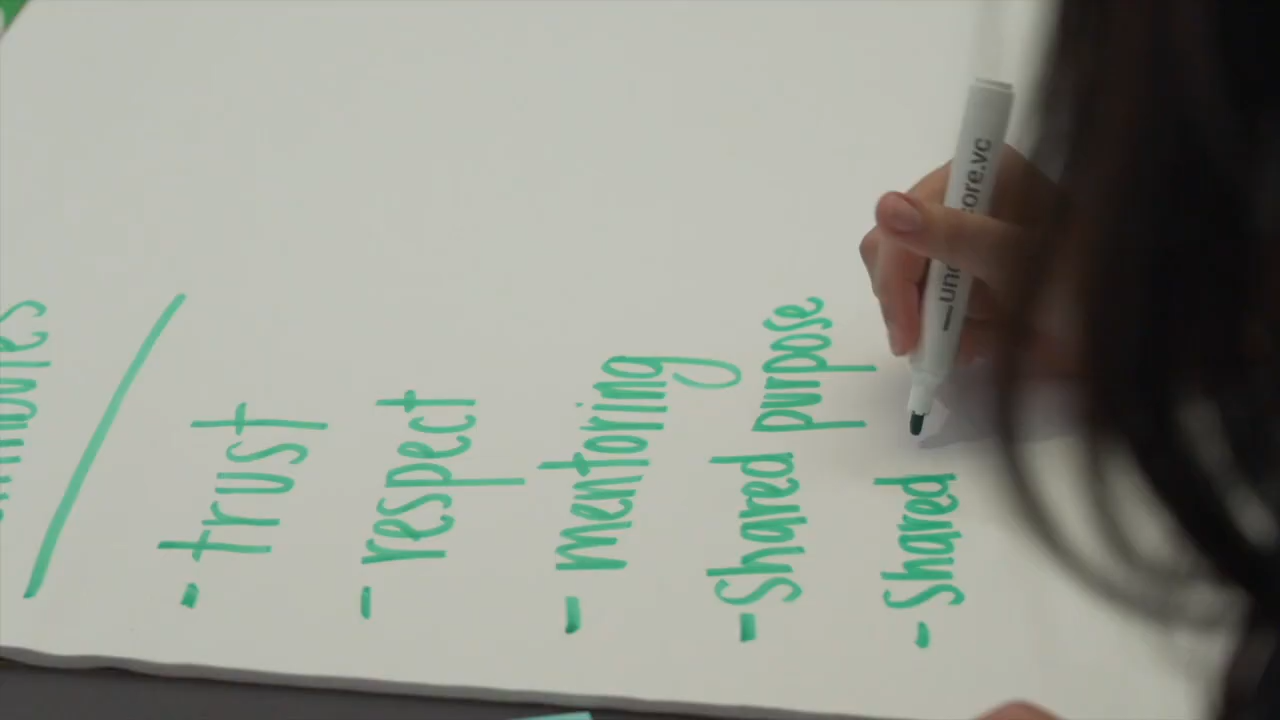 - trust
- respect
- mentoring
- shared purpose
- shared